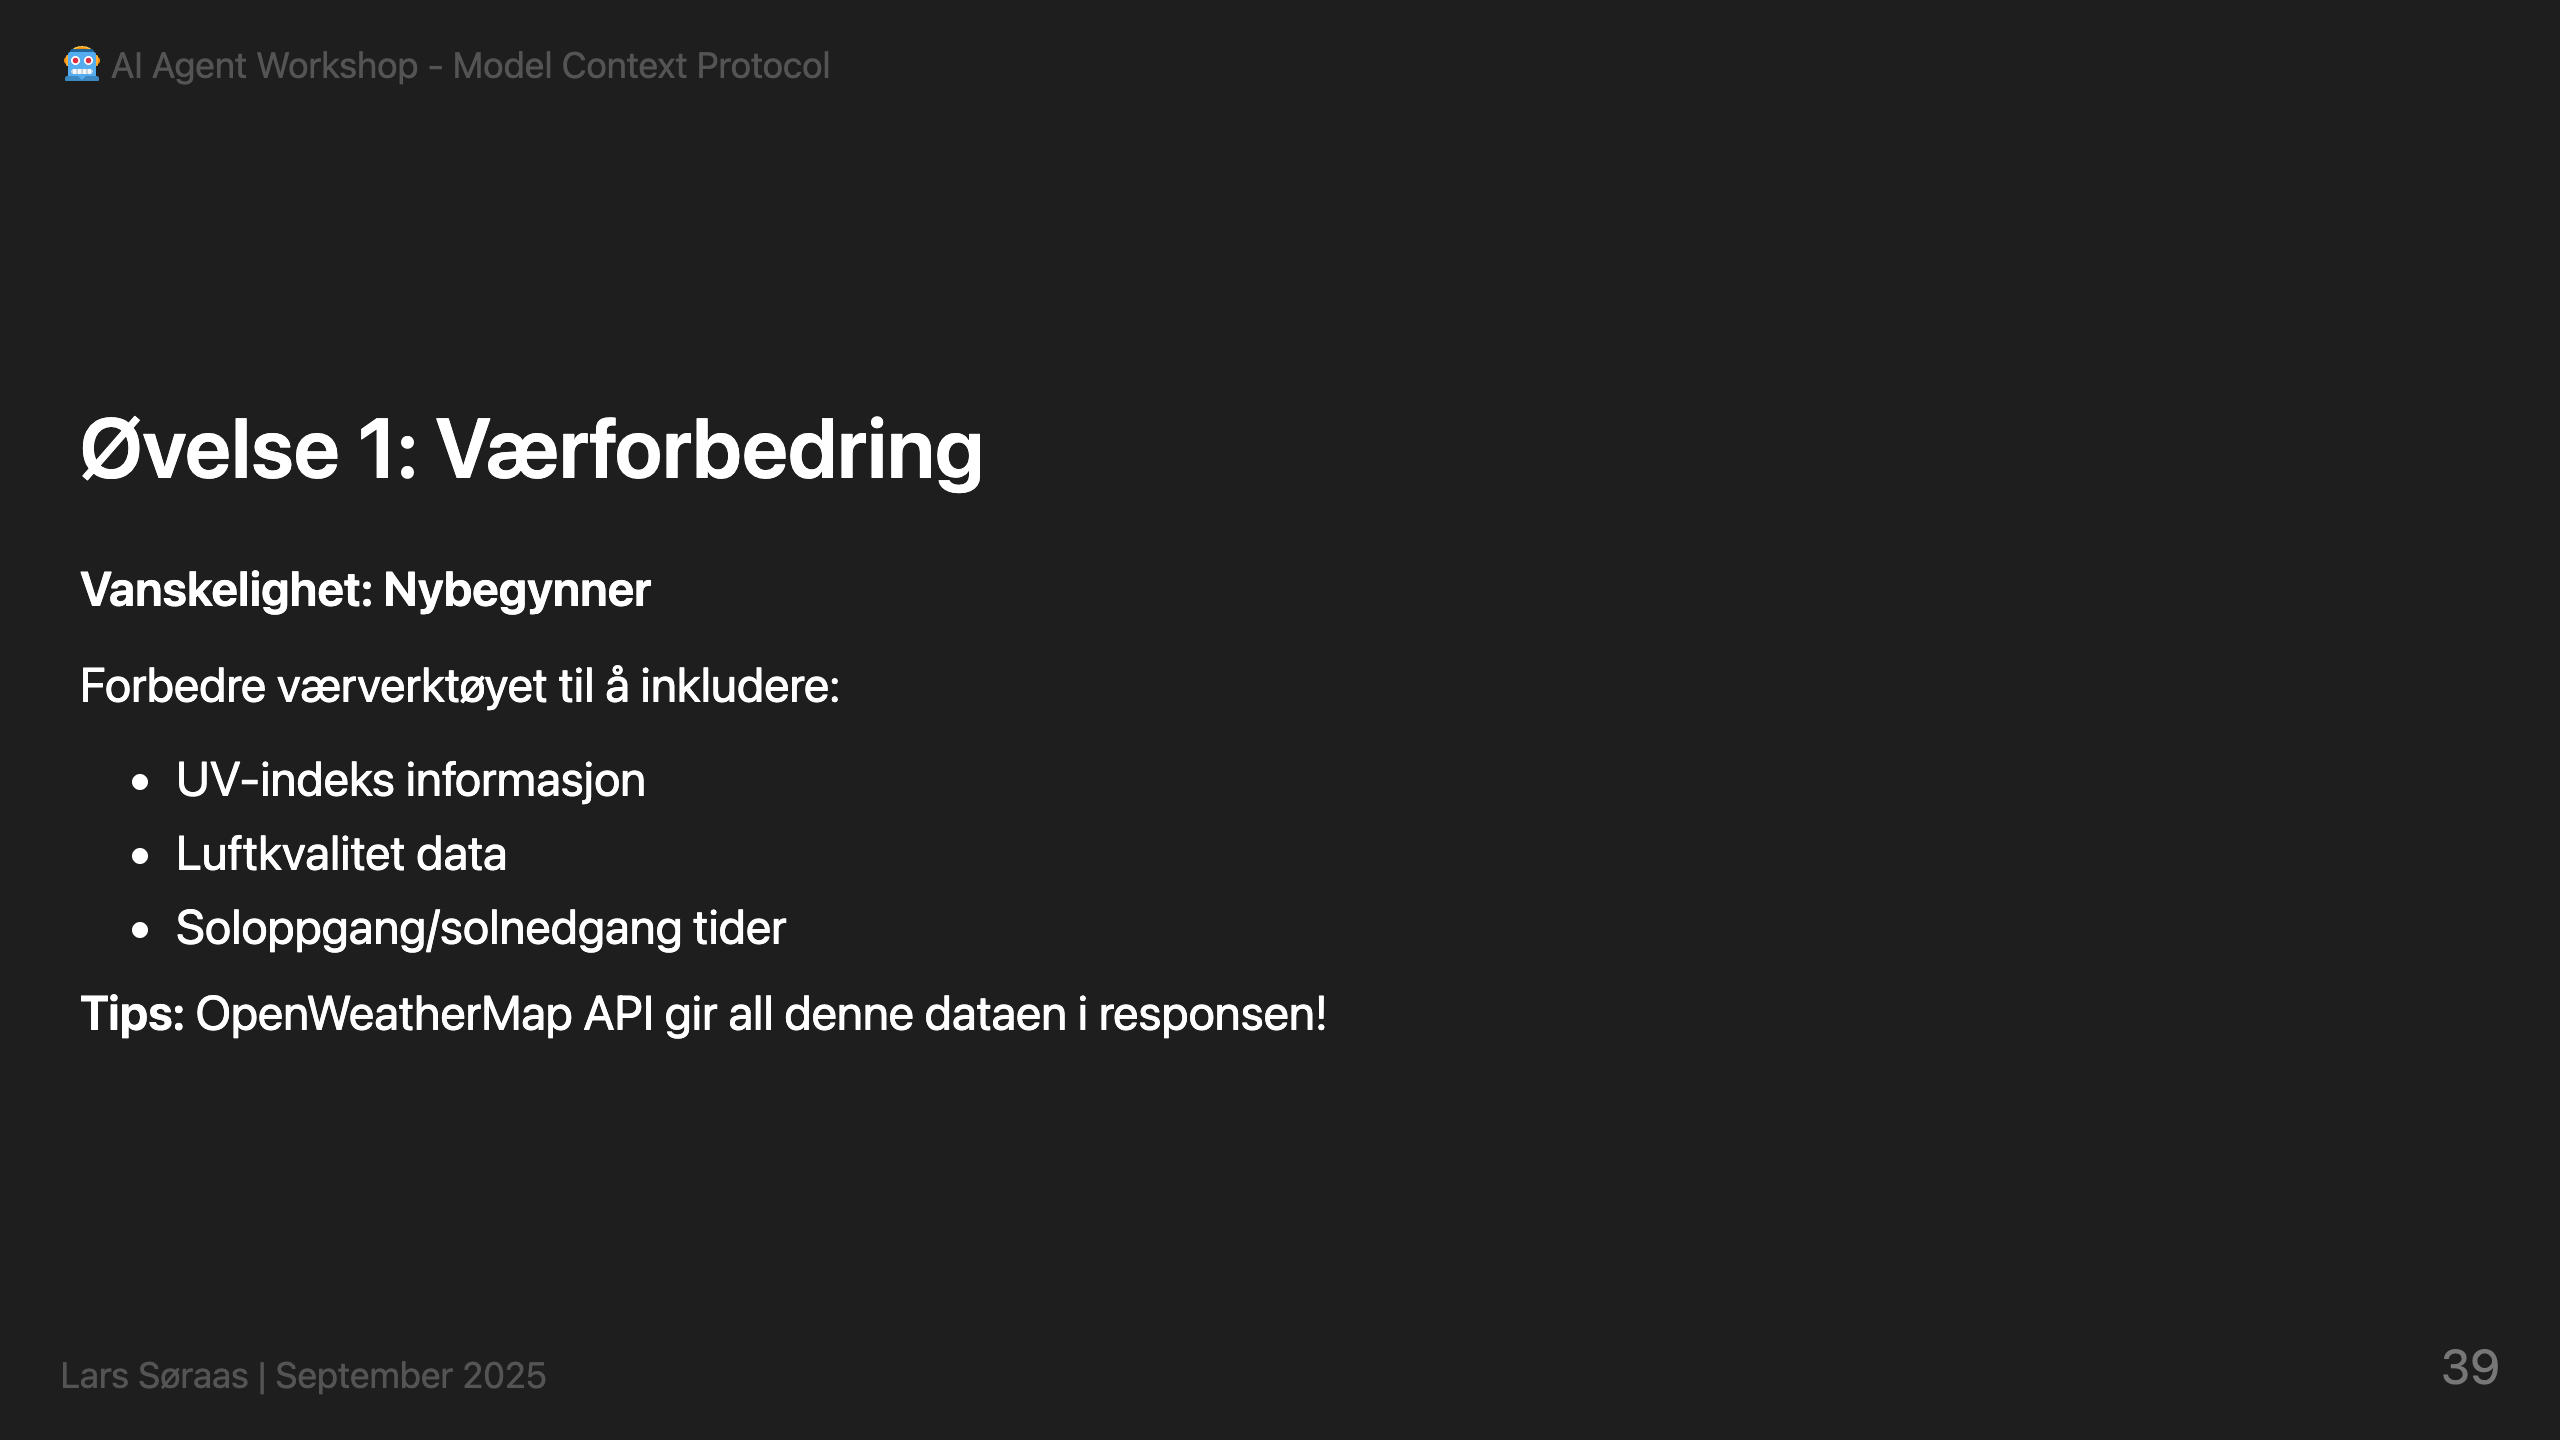 AI Agent Workshop - Model Context Protocol
Øvelse 1: Værforbedring
Vanskelighet: Nybegynner
Forbedre værverktøyet til å inkludere:
• UV-indeks informasjon
• Luftkvalitet data
• Soloppgang/solnedgang tider
Tips: OpenWeatherMap API gir all denne dataen i responsen!
Lars Søraas | September 2025
39